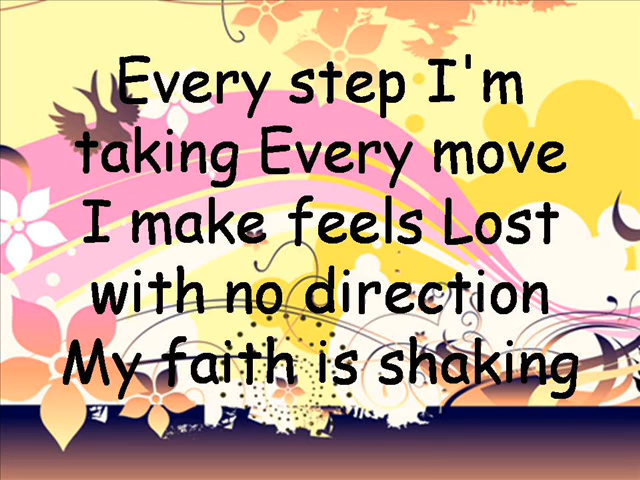 Every step I'm
taking Every move
I make feels Lost
with no direction
My faith is shaking